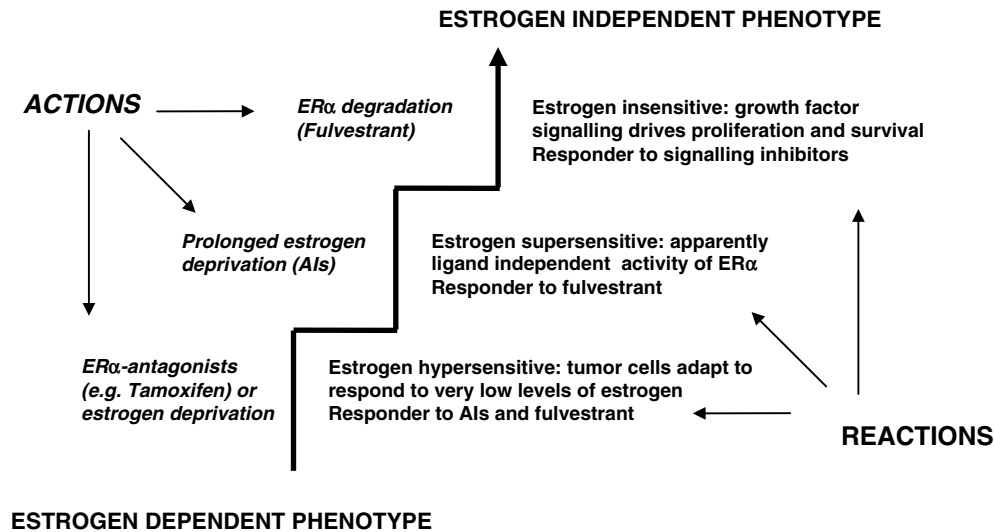 ESTROGEN INDEPENDENT PHENOTYPE
ACTIONS
ERα degradation
(Fulvestrant)
Estrogen insensitive: growth factor
signalling drives proliferation and survival
Responder to signalling inhibitors
Prolonged estrogen
deprivation (AIs)
Estrogen supersensitive: apparently
ligand independent activity of ERα
Responder to fulvestrant
ERα-antagonists
(e.g. Tamoxifen) or
estrogen deprivation
Estrogen hypersensitive: tumor cells adapt to
respond to very low levels of estrogen
Responder to AIs and fulvestrant
REACTIONS
ESTROGEN DEPENDENT PHENOTYPE